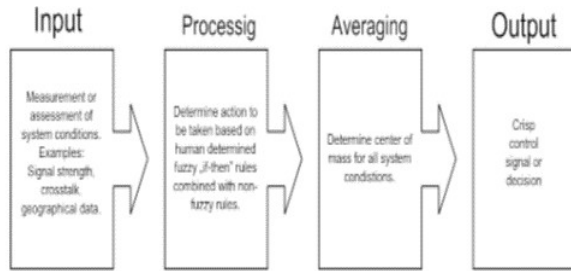 Input
Processig
Averaging
Output
Measurement or
assessment of
system conditions.
Examples:
Signal strength,
crosstalk,
geographical data.
Determine action to
be taken based on
human determined
fuzzy „if-then" rules
combined with non-
fuzzy rules.
Determine center of
mass for all system
condistions.
Crisp
control
signal or
decision